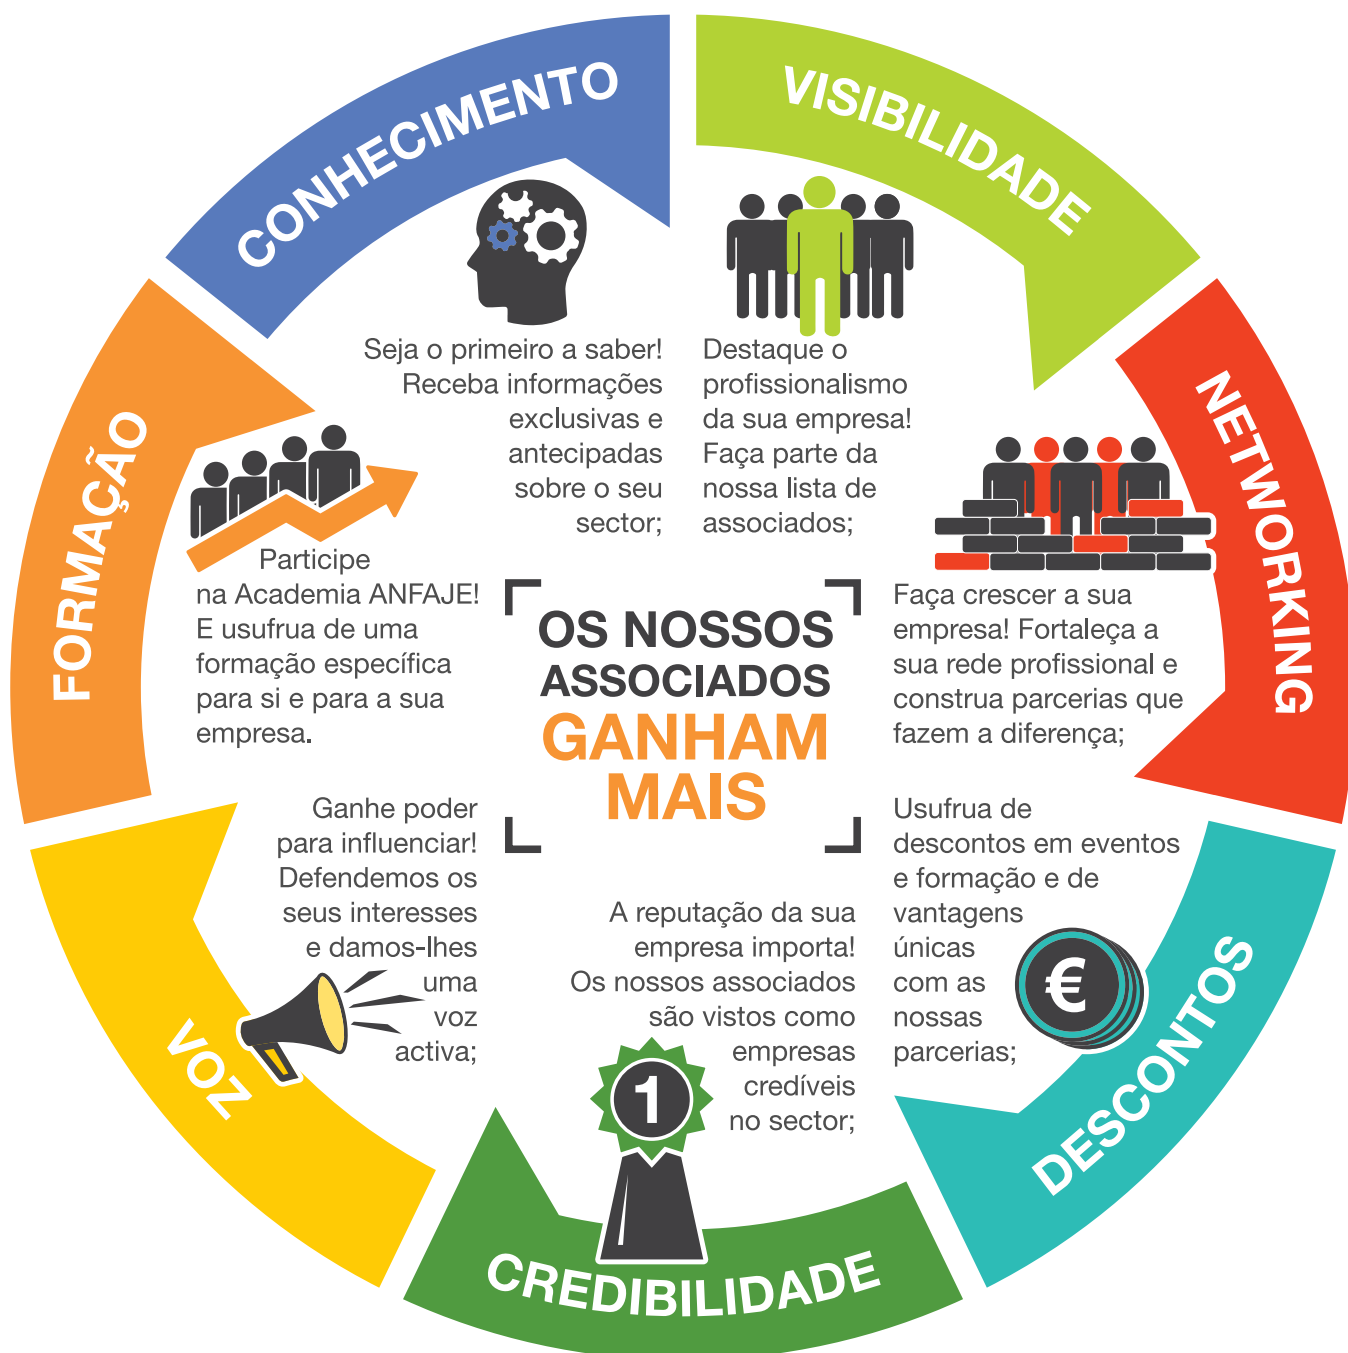 CONHECIMENTO
Seja o primeiro a saber!
Receba informações
exclusivas e
antecipadas
sobre o seu
sector;
VISIBILIDADE
Destaque o
profissionalismo
da sua empresa!
Faça parte da
nossa lista de
associados;
NETWORKING
Faça crescer a sua
empresa! Fortaleça a
sua rede profissional e
construa parcerias que
fazem a diferença;
DESCONTOS
Usufrua de
descontos em eventos
e formação e de
vantagens
únicas
com as
nossas
parcerias;
€
CREDIBILIDADE
A reputação da sua
empresa importa!
Os nossos associados
são vistos como
empresas
credíveis
no sector;
1
VOZ
Ganhe poder
para influenciar!
Defendemos os
seus interesses
e damos-lhes
uma
voz
activa;
FORMAÇÃO
Participe
na Academia ANFAJE!
E usufrua de uma
formação específica
para si e para a sua
empresa.
OS NOSSOS
ASSOCIADOS
GANHAM
MAIS